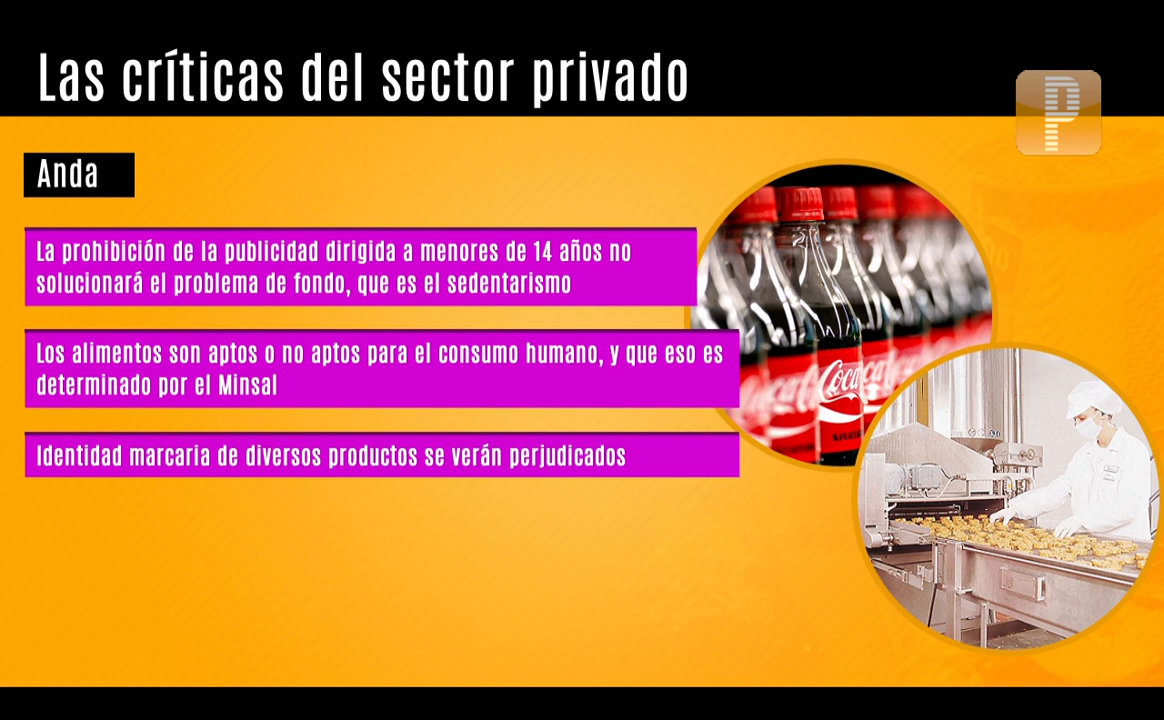 Las críticas del sector privado
P
Anda
La prohibición de la publicidad dirigida a menores de 14 años no
solucionará el problema de fondo, que es el sedentarismo
Los alimentos son aptos o no aptos para el consumo humano, y que eso es
determinado por el Minsal
Identidad marcaria de diversos productos se verán perjudicados
Coca